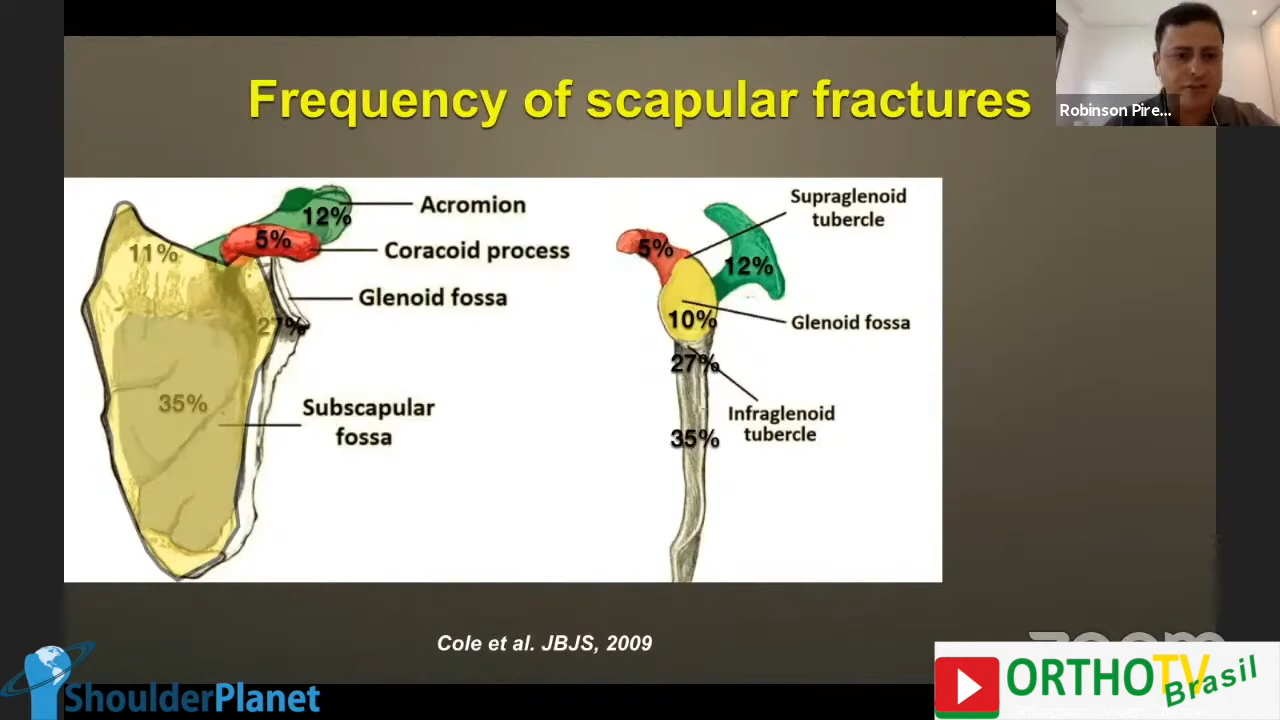 Frequency of scapular fractures
Robinson Pire...
Acromion
12%
5%
Coracoid process
11%
Glenoid fossa
27%
35%
Subscapular
fossa
Supraglenoid
tubercle
5%
12%
10%
Glenoid fossa
27%
Infraglenoid
tubercle
35%
Cole et al. JBJS, 2009
zoom
ShoulderPlanet
ORTHOTV
Brasil